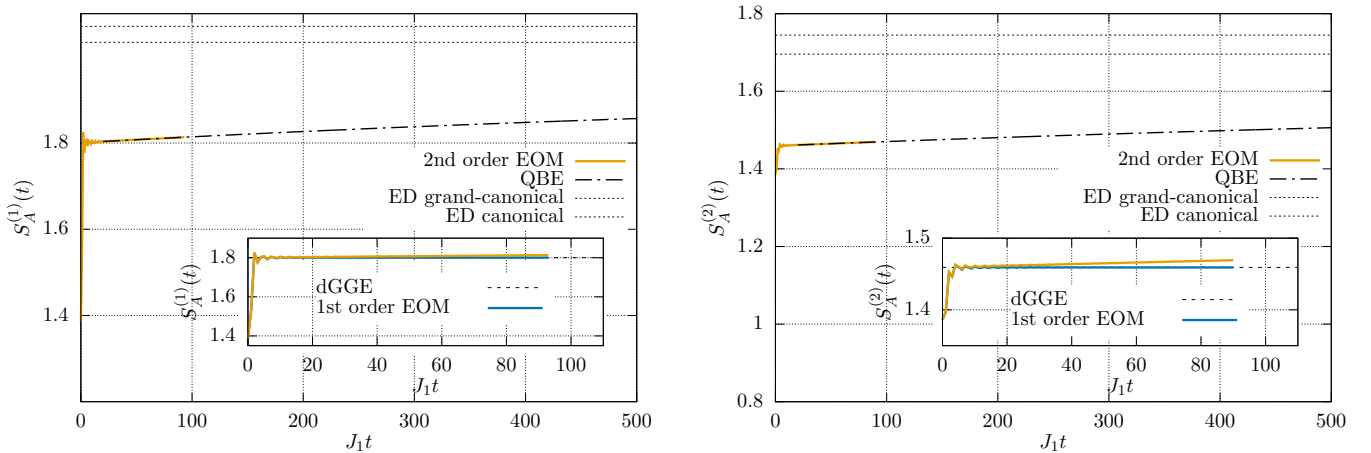 S_A^{(1)}(t)
1.8
1.6
1.4
2nd order EOM
QBE
ED grand-canonical
ED canonical
S_A^{(1)}(t)
1.8
1.6
1.4
dGGE
1st order EOM
0 20 40 60 80 100
J_1 t
0 100 200 300 400 500
J_1 t
S_A^{(2)}(t)
1.8
1.6
1.4
1.2
1
0.8
2nd order EOM
QBE
ED grand-canonical
ED canonical
S_A^{(2)}(t)
1.5
1.4
dGGE
1st order EOM
0 20 40 60 80 100
J_1 t
0 100 200 300 400 500
J_1 t